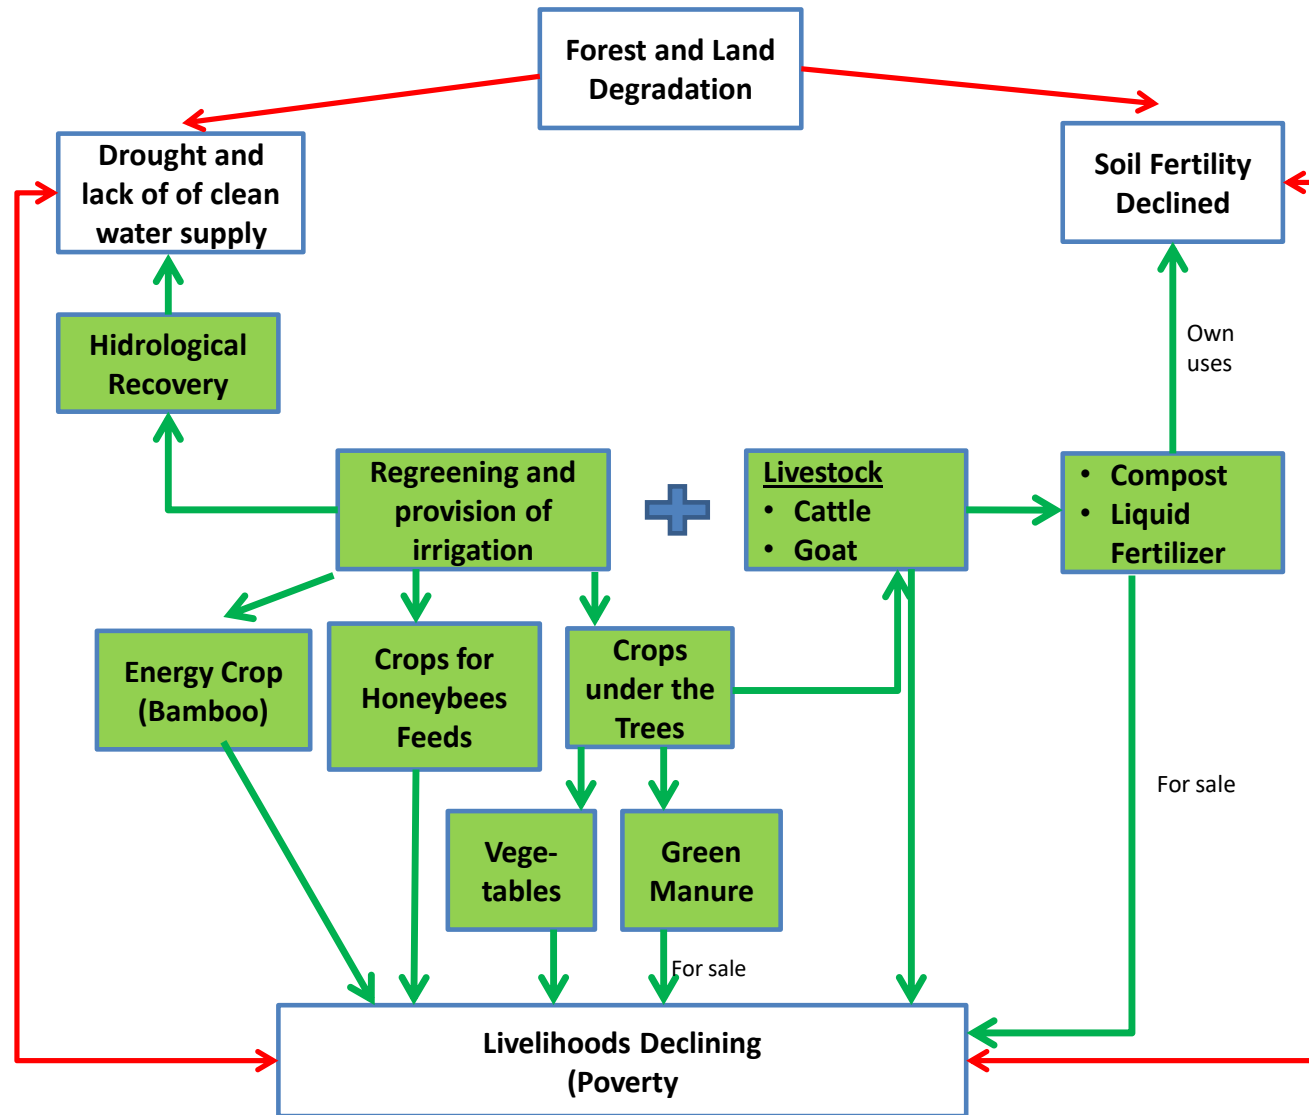 Forest and Land
Degradation
Drought and
lack of of clean
water supply
Soil Fertility
Declined
Hidrological
Recovery
Own
uses
Regreening and
provision of
irrigation
Livestock
• Cattle
• Goat
• Compost
• Liquid
Fertilizer
Energy Crop
(Bamboo)
Crops for
Honeybees
Feeds
Crops
under the
Trees
For sale
Vege-
tables
Green
Manure
For sale
Livelihoods Declining
(Poverty